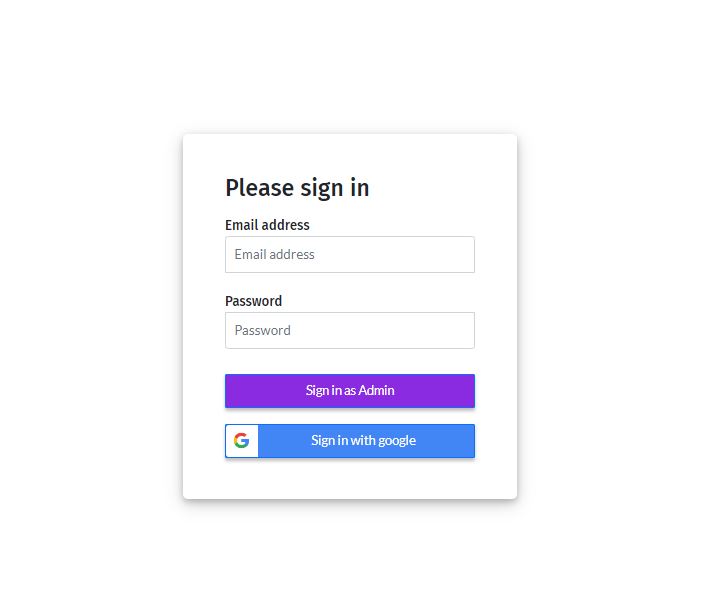 Please sign in
Email address
Email address
Password
Password
Sign in as Admin
Sign in with google